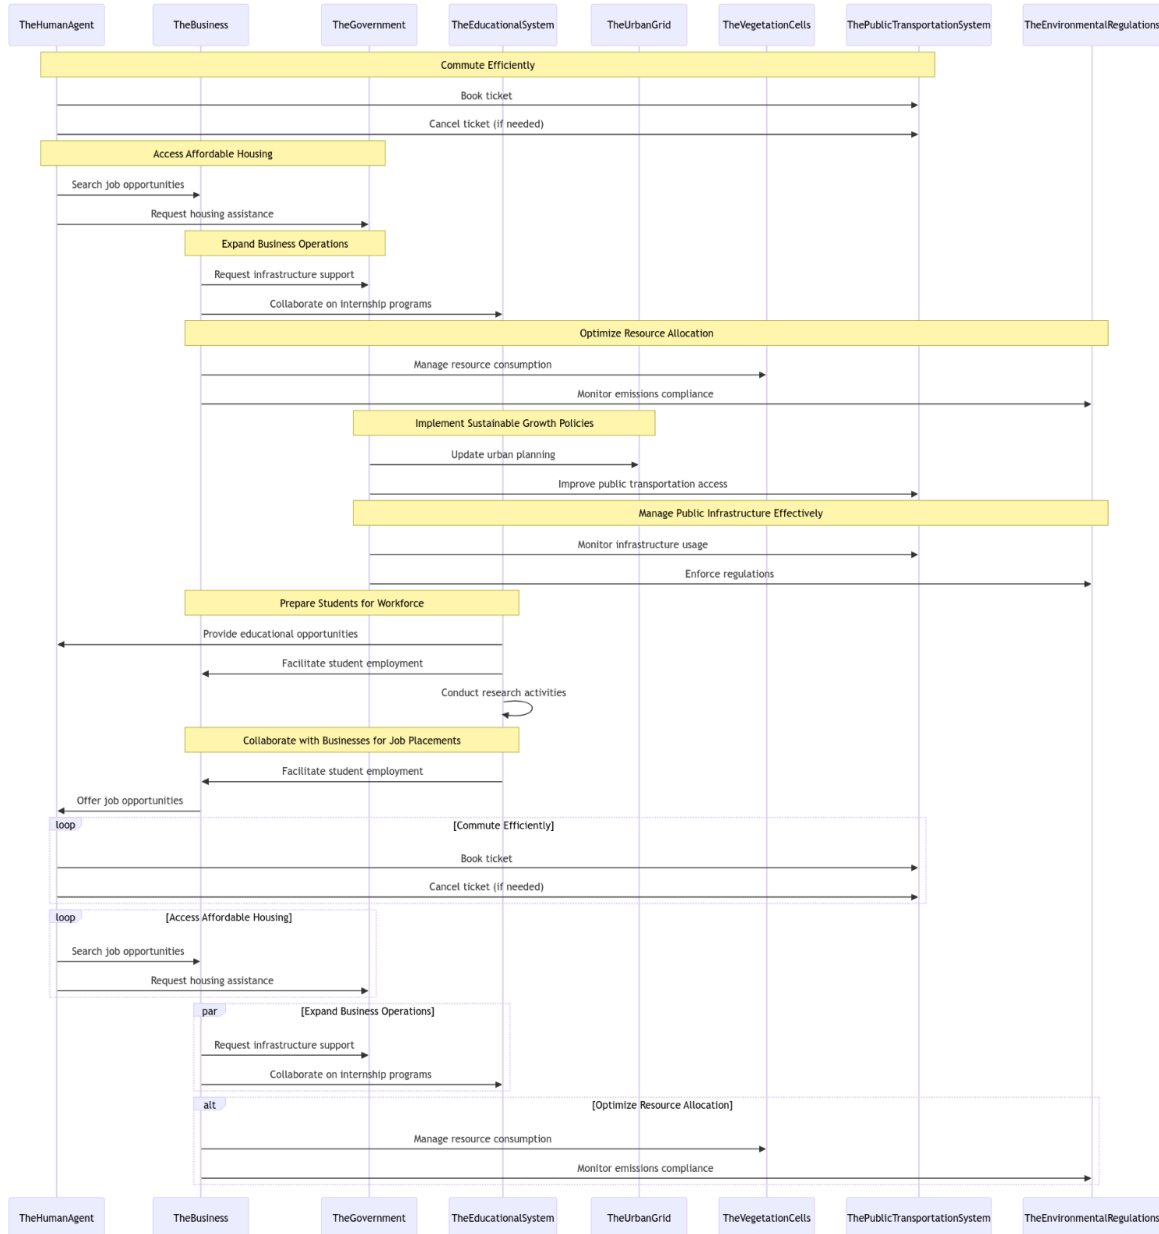 TheHumanAgent
TheBusiness
TheGovernment
TheEducationalSystem
TheUrbanGrid
TheVegetationCells
ThePublicTransportationSystem
TheEnvironmentalRegulations
Commute Efficiently
Book ticket
Cancel ticket (if needed)
Access Affordable Housing
Search job opportunities
Request housing assistance
Expand Business Operations
Request infrastructure support
Collaborate on internship programs
Optimize Resource Allocation
Manage resource consumption
Monitor emissions compliance
Implement Sustainable Growth Policies
Update urban planning
Improve public transportation access
Manage Public Infrastructure Effectively
Monitor infrastructure usage
Enforce regulations
Prepare Students for Workforce
Provide educational opportunities
Facilitate student employment
Conduct research activities
Collaborate with Businesses for Job Placements
Facilitate student employment
Offer job opportunities
loop
[Commute Efficiently]
Book ticket
Cancel ticket (if needed)
loop
[Access Affordable Housing]
Search job opportunities
Request housing assistance
par
[Expand Business Operations]
Request infrastructure support
Collaborate on internship programs
alt
[Optimize Resource Allocation]
Manage resource consumption
Monitor emissions compliance
TheHumanAgent
TheBusiness
TheGovernment
TheEducationalSystem
TheUrbanGrid
TheVegetationCells
ThePublicTransportationSystem
TheEnvironmentalRegulations